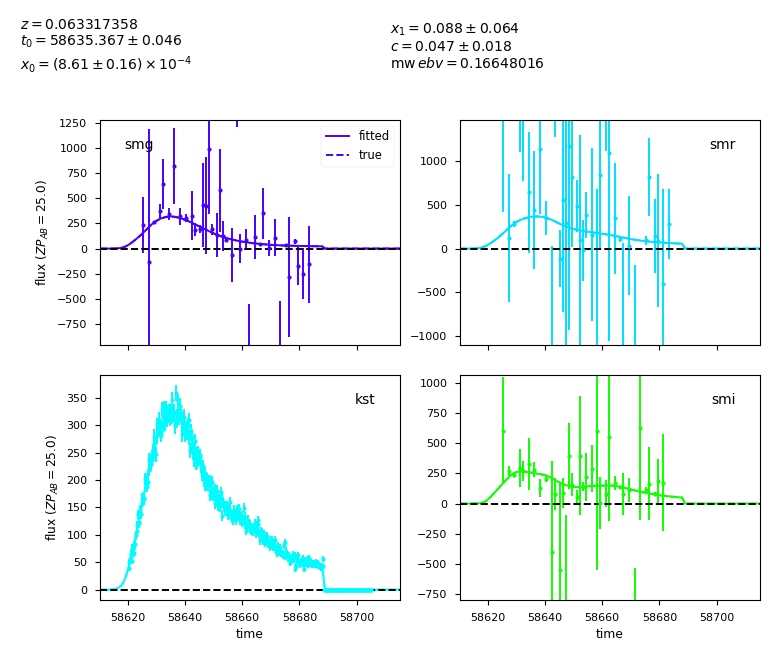 z = 0.063317358
t₀ = 58635.367 ± 0.046
x₀ = (8.61 ± 0.16) × 10⁻⁴
x₁ = 0.088 ± 0.064
c = 0.047 ± 0.018
mw ebv = 0.16648016
smg
fitted
true
1250
1000
750
500
250
0
−250
−500
−750
flux (ZP_AB = 25.0)
smr
1000
500
0
−500
−1000
kst
350
300
250
200
150
100
50
0
flux (ZP_AB = 25.0)
58620 58640 58660 58680 58700
time
smi
1000
750
500
250
0
−250
−500
−750
58620 58640 58660 58680 58700
time